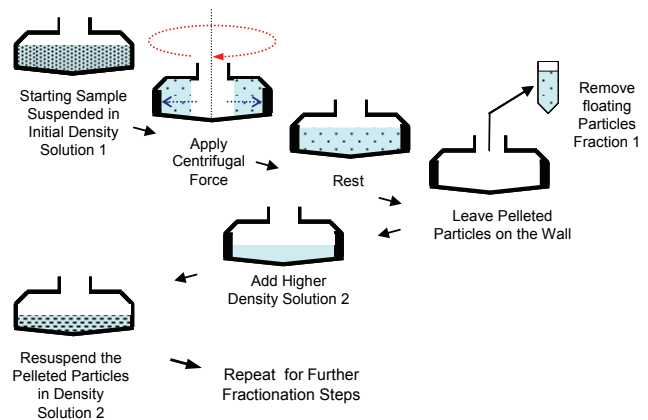 Starting Sample
Suspended in
Initial Density
Solution 1
Apply
Centrifugal
Force
Rest
Remove
floating
Particles
Fraction 1
Leave Pelleted
Particles on the Wall
Add Higher
Density Solution 2
Resuspend the
Pelleted Particles
in Density
Solution 2
Repeat for Further
Fractionation Steps